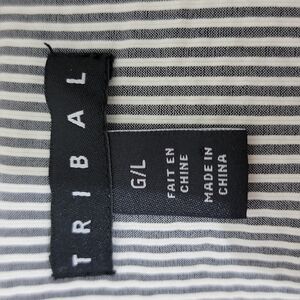 TRIBAL
G/L
FAIT EN
CHINE
MADE IN
CHINA